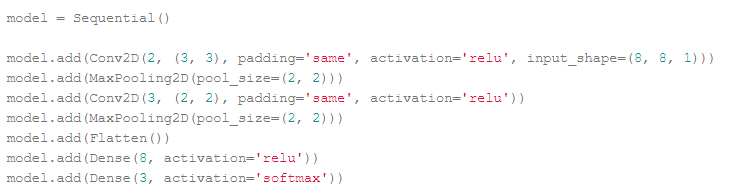 model = Sequential()
model.add(Conv2D(2, (3, 3), padding='same', activation='relu', input_shape=(8, 8, 1)))
model.add(MaxPooling2D(pool_size=(2, 2)))
model.add(Conv2D(3, (2, 2), padding='same', activation='relu'))
model.add(MaxPooling2D(pool_size=(2, 2)))
model.add(Flatten())
model.add(Dense(8, activation='relu'))
model.add(Dense(3, activation='softmax'))